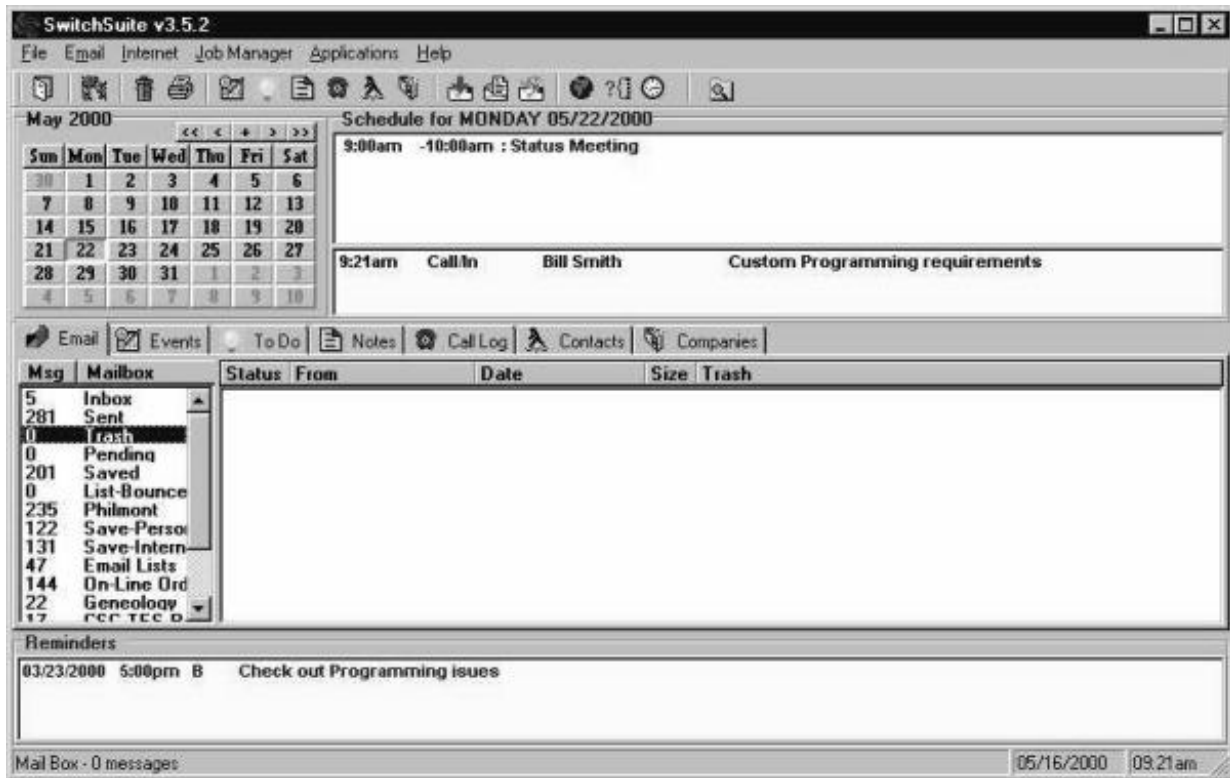 SwitchSuite v3.5.2
File Email Internet Job Manager Applications Help
May 2000
<< < + > >>
Sun Mon Tue Wed Thu Fri Sat
30 1 2 3 4 5 6
7 8 9 10 11 12 13
14 15 16 17 18 19 20
21 22 23 24 25 26 27
28 29 30 31 1 2 3
4 5 6 7 8 9 10
Schedule for MONDAY 05/22/2000
9:00am -10:00am : Status Meeting
9:21am Call/In Bill Smith Custom Programming requirements
Email Events To Do Notes Call Log Contacts Companies
Msg Mailbox Status From Date Size Trash
5 Inbox
281 Sent
0 Trash
0 Pending
201 Saved
0 List-Bounce
235 Philmont
122 Save-Person
131 Save-Intern
47 Email Lists
144 On-Line Ord
22 Geneology
17
Reminders
03/23/2000 5:00pm B Check out Programming isues
Mail Box - 0 messages 05/16/2000 09:21am